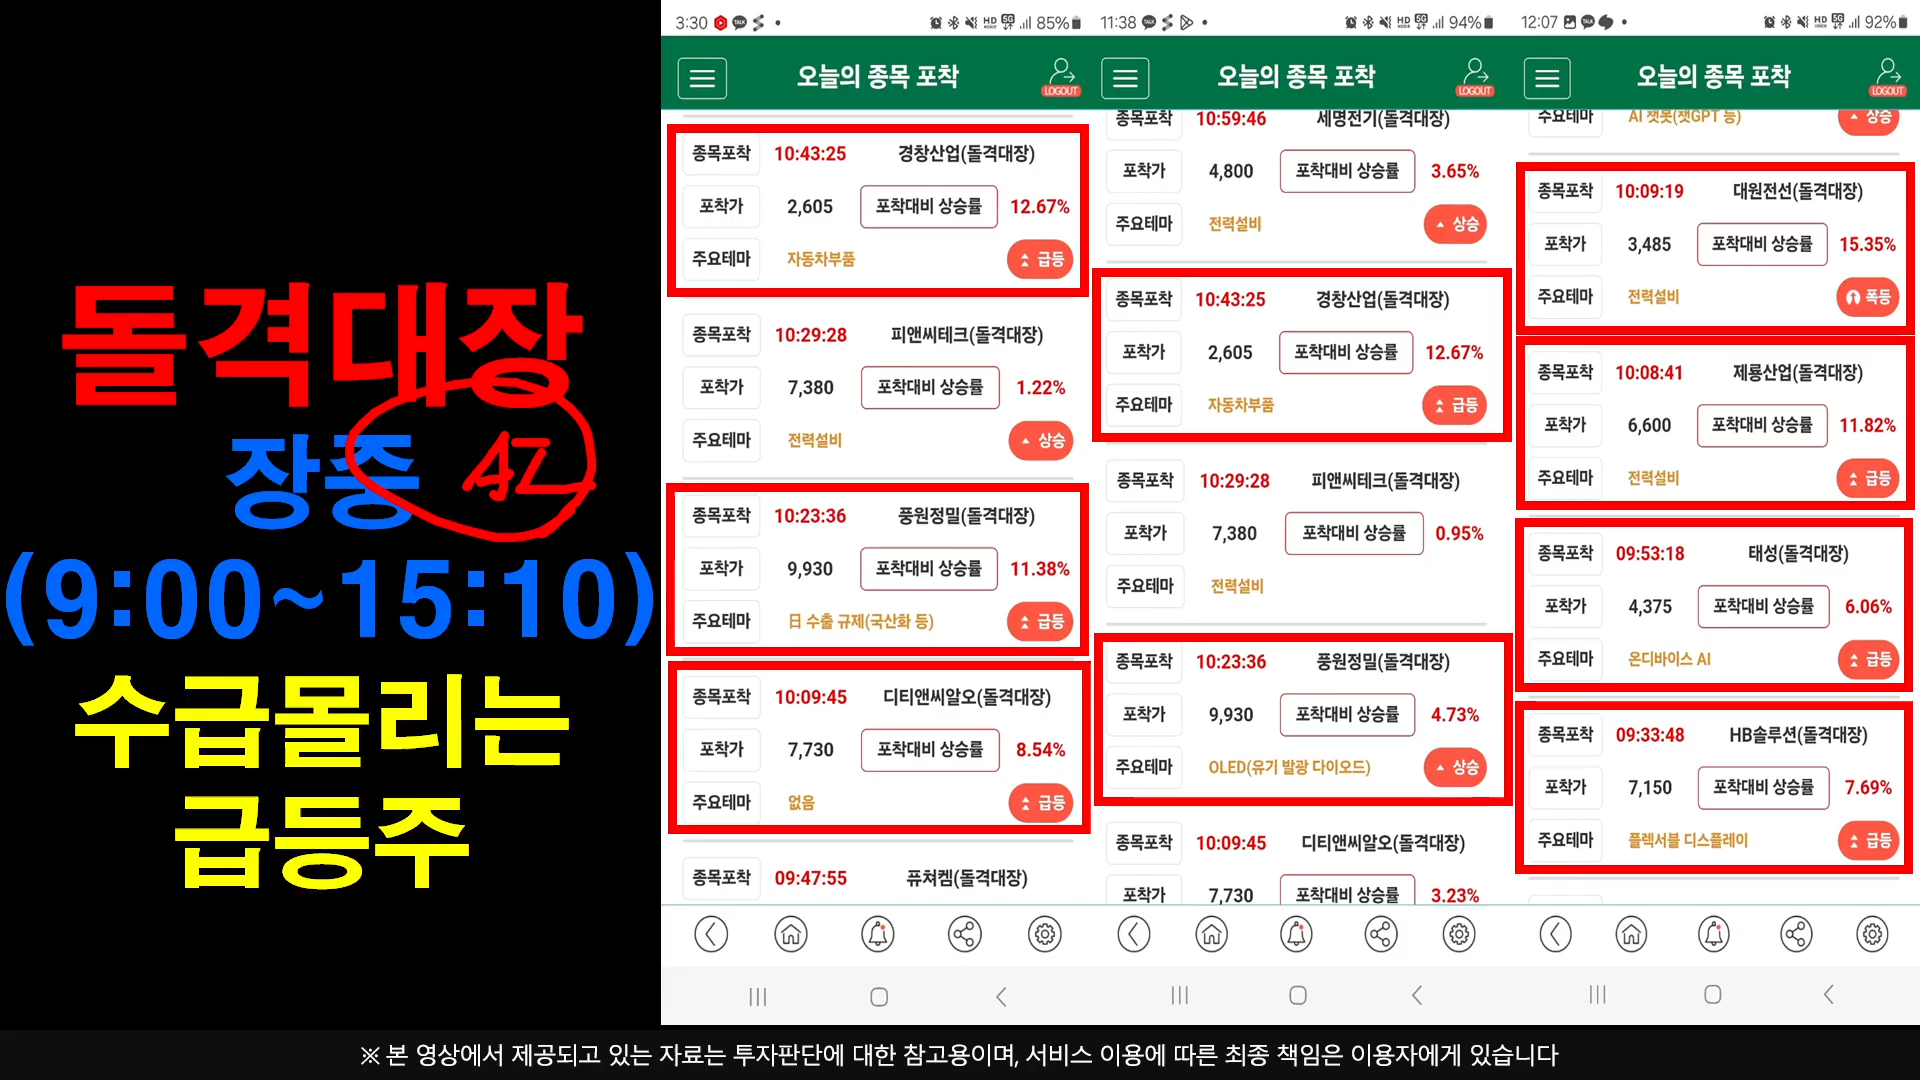 돌격대장
장중
AI
(9:00~15:10)
수급몰리는
급등주
3:30
HD
5G
85%
오늘의 종목 포착
LOGOUT
종목포착 10:43:25 경창산업(돌격대장)
포착가 2,605 포착대비 상승률 12.67%
주요테마 자동차부품 급등
종목포착 10:29:28 피앤씨테크(돌격대장)
포착가 7,380 포착대비 상승률 1.22%
주요테마 전력설비 상승
종목포착 10:23:36 풍원정밀(돌격대장)
포착가 9,930 포착대비 상승률 11.38%
주요테마 日 수출 규제(국산화 등) 급등
종목포착 10:09:45 디티앤씨알오(돌격대장)
포착가 7,730 포착대비 상승률 8.54%
주요테마 없음 급등
종목포착 09:47:55 퓨쳐켐(돌격대장)
11:38
HD
5G
94%
오늘의 종목 포착
LOGOUT
종목포착 10:59:46 세명전기(돌격대장)
포착가 4,800 포착대비 상승률 3.65%
주요테마 전력설비 상승
종목포착 10:43:25 경창산업(돌격대장)
포착가 2,605 포착대비 상승률 12.67%
주요테마 자동차부품 급등
종목포착 10:29:28 피앤씨테크(돌격대장)
포착가 7,380 포착대비 상승률 0.95%
주요테마 전력설비
종목포착 10:23:36 풍원정밀(돌격대장)
포착가 9,930 포착대비 상승률 4.73%
주요테마 OLED(유기 발광 다이오드) 상승
종목포착 10:09:45 디티앤씨알오(돌격대장)
포착가 7,730 포착대비 상승률 3.23%
12:07
HD
5G
92%
오늘의 종목 포착
LOGOUT
주요테마 AI 챗봇(챗GPT 등) 상승
종목포착 10:09:19 대원전선(돌격대장)
포착가 3,485 포착대비 상승률 15.35%
주요테마 전력설비 폭등
종목포착 10:08:41 제룡산업(돌격대장)
포착가 6,600 포착대비 상승률 11.82%
주요테마 전력설비 급등
종목포착 09:53:18 태성(돌격대장)
포착가 4,375 포착대비 상승률 6.06%
주요테마 온디바이스 AI 급등
종목포착 09:33:48 HB솔루션(돌격대장)
포착가 7,150 포착대비 상승률 7.69%
주요테마 플렉서블 디스플레이 급등
※ 본 영상에서 제공되고 있는 자료는 투자판단에 대한 참고용이며, 서비스 이용에 따른 최종 책임은 이용자에게 있습니다